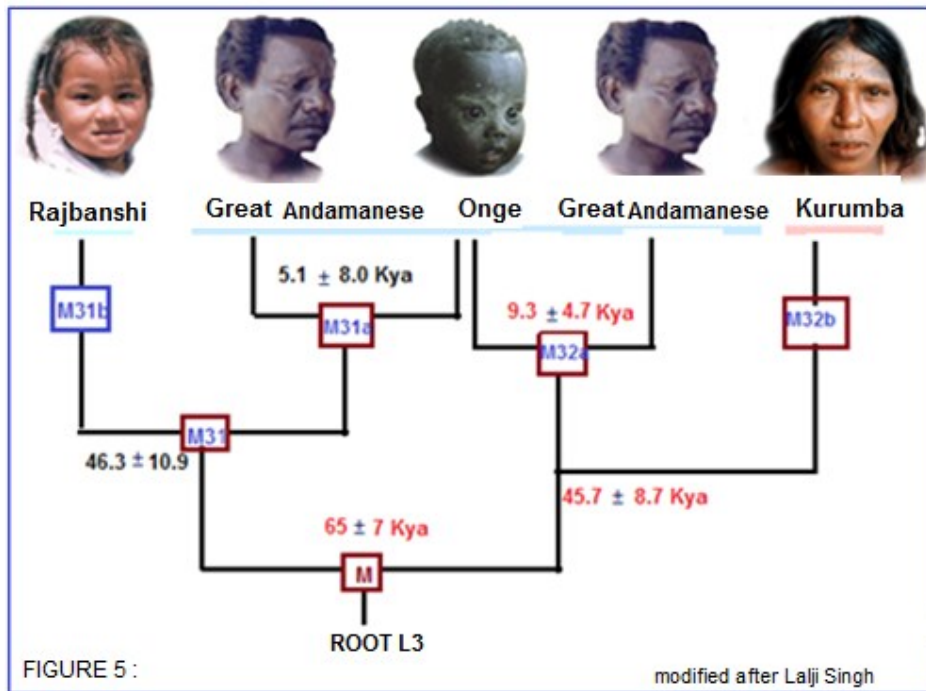 Rajbanshi Great Andamanese Onge Great Andamanese Kurumba
5.1 ± 8.0 Kya
M31b M31a 9.3 ± 4.7 Kya M32b
M32a
M31
46.3 ± 10.9
45.7 ± 8.7 Kya
65 ± 7 Kya
M
ROOT L3
FIGURE 5 : modified after Lalji Singh